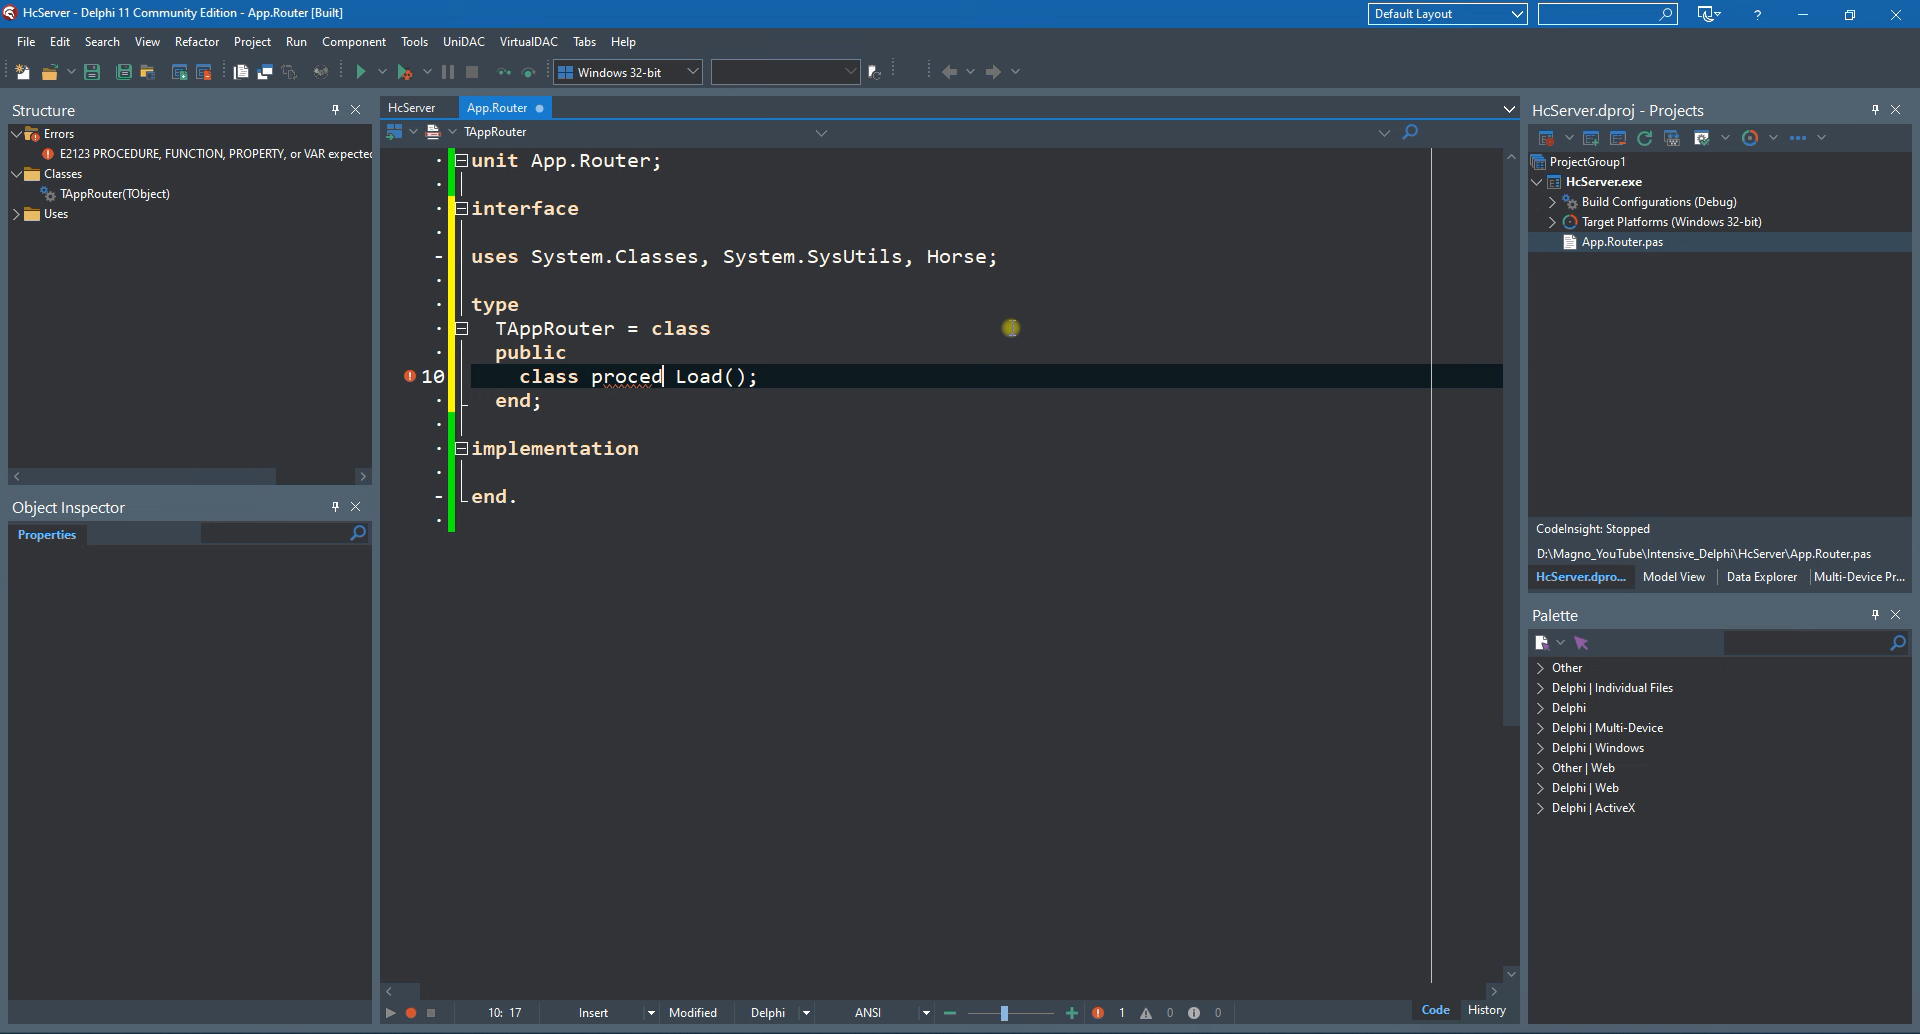 HcServer - Delphi 11 Community Edition - App.Router [Built]
Default Layout
?
File Edit Search View Refactor Project Run Component Tools UniDAC VirtualDAC Tabs Help
Windows 32-bit
Structure
Errors
E2123 PROCEDURE, FUNCTION, PROPERTY, or VAR expected
Classes
TAppRouter(TObject)
Uses
Object Inspector
Properties
HcServer App.Router
TAppRouter
unit App.Router;
interface
uses System.Classes, System.SysUtils, Horse;
type
TAppRouter = class
public
10 class proced Load();
end;
implementation
end.
10: 17 Insert Modified Delphi ANSI 1 0 0 Code History
HcServer.dproj - Projects
ProjectGroup1
HcServer.exe
Build Configurations (Debug)
Target Platforms (Windows 32-bit)
App.Router.pas
CodeInsight: Stopped
D:\Magno_YouTube\Intensive_Delphi\HcServer\App.Router.pas
HcServer.dpro... Model View Data Explorer Multi-Device Pr...
Palette
Other
Delphi | Individual Files
Delphi
Delphi | Multi-Device
Delphi | Windows
Other | Web
Delphi | Web
Delphi | ActiveX